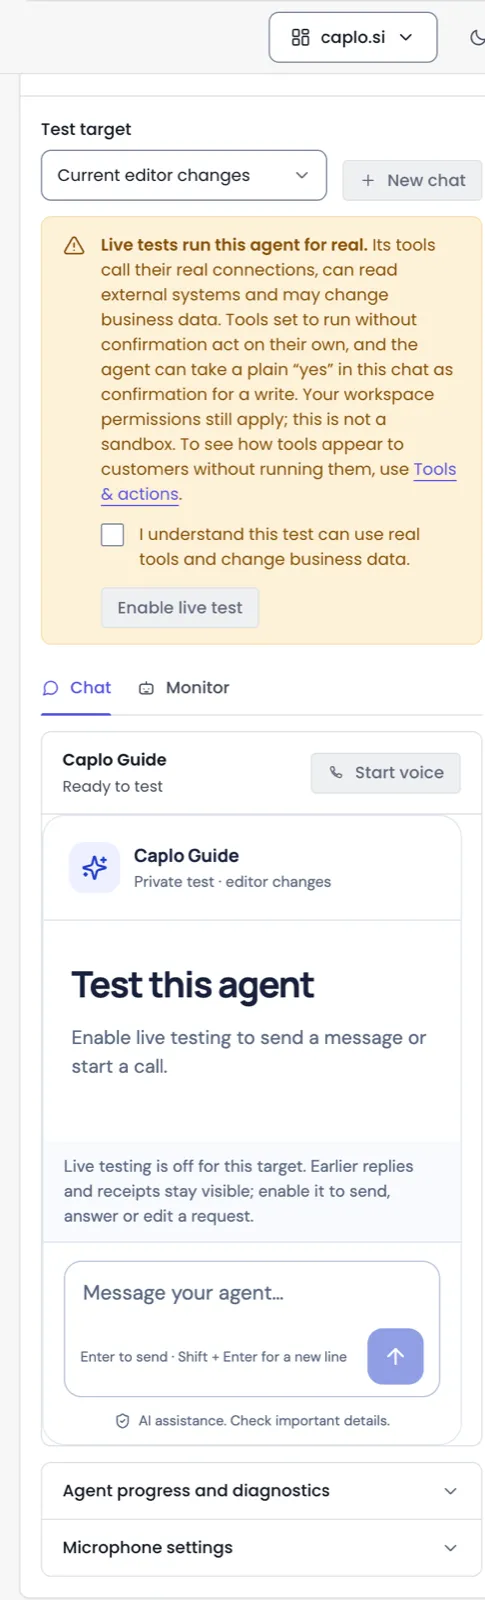 caplo.si
Test target
Current editor changes
+ New chat
Live tests run this agent for real. Its tools
call their real connections, can read
external systems and may change
business data. Tools set to run without
confirmation act on their own, and the
agent can take a plain “yes” in this chat as
confirmation for a write. Your workspace
permissions still apply; this is not a
sandbox. To see how tools appear to
customers without running them, use Tools
& actions.
I understand this test can use real
tools and change business data.
Enable live test
Chat
Monitor
Caplo Guide
Ready to test
Start voice
Caplo Guide
Private test · editor changes
Test this agent
Enable live testing to send a message or
start a call.
Live testing is off for this target. Earlier replies
and receipts stay visible; enable it to send,
answer or edit a request.
Message your agent...
Enter to send · Shift + Enter for a new line
AI assistance. Check important details.
Agent progress and diagnostics
Microphone settings